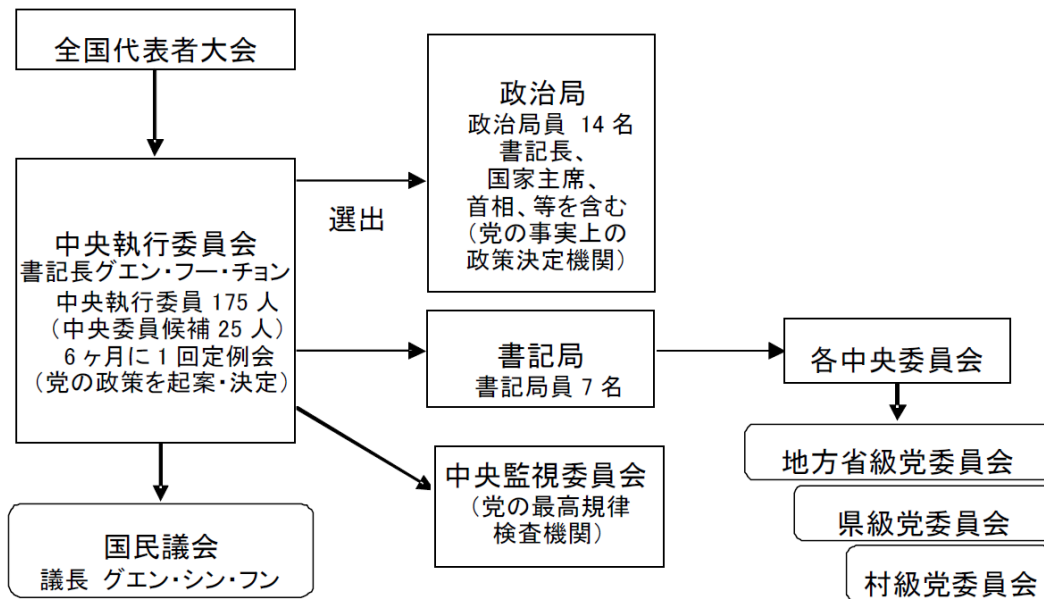 全国代表者大会
政治局
政治局員 14 名
書記長、
国家主席、
首相、等を含む
(党の事実上の
政策決定機関)
選出
中央執行委員会
書記長グエン・フー・チョン
中央執行委員 175 人
(中央委員候補 25 人)
6ヶ月に1回定例会
(党の政策を起案・決定)
書記局
書記局員 7 名
各中央委員会
中央監視委員会
(党の最高規律
検査機関)
地方省級党委員会
県級党委員会
村級党委員会
国民議会
議長 グエン・シン・フン